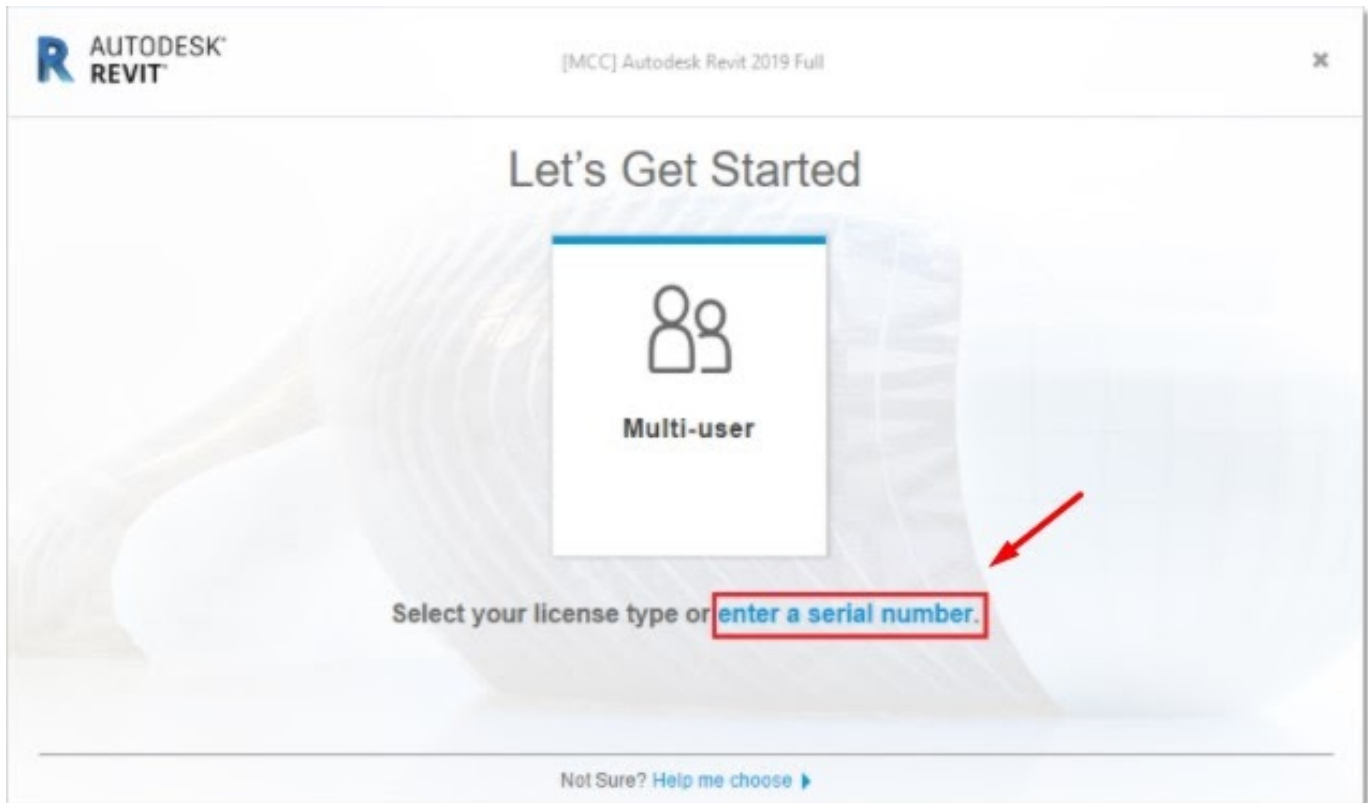 AUTODESK®
REVIT®
[MCC] Autodesk Revit 2019 Full
Let's Get Started
Multi-user
Select your license type or enter a serial number.
Not Sure? Help me choose